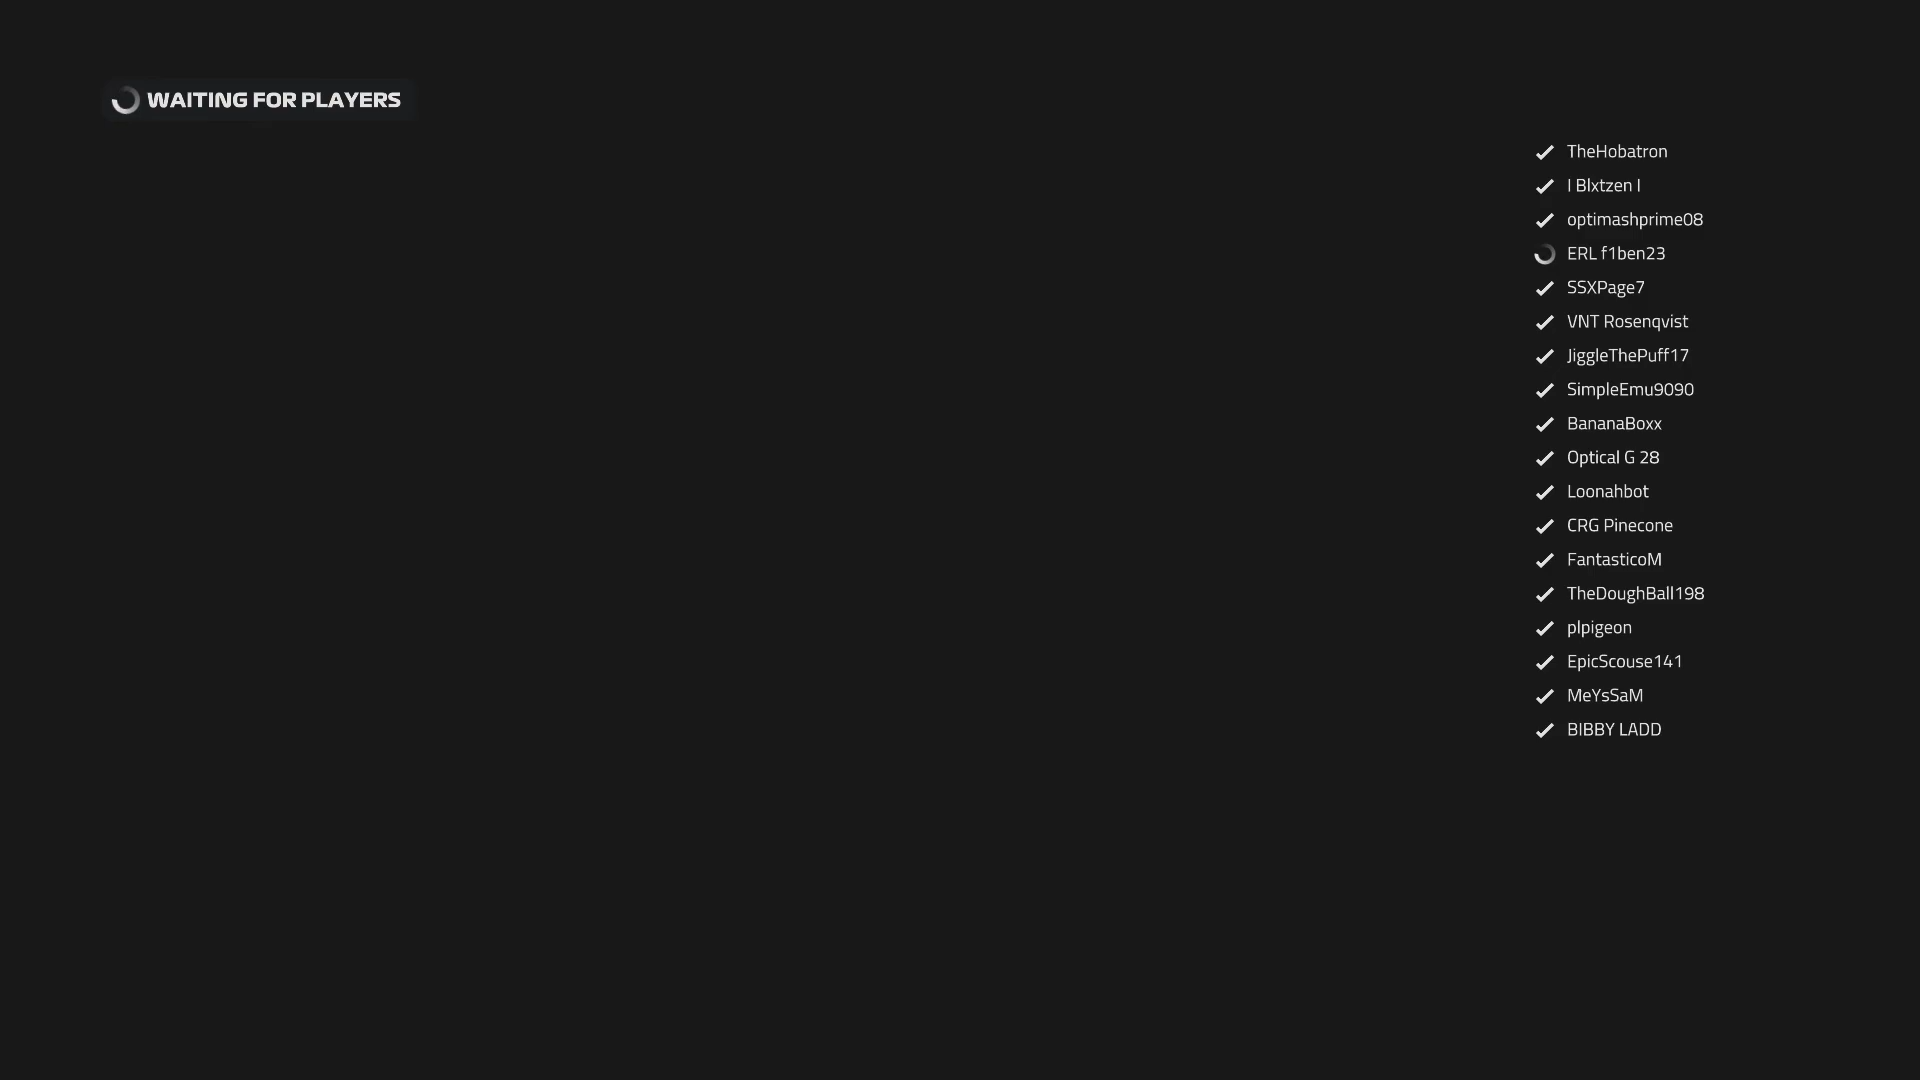 WAITING FOR PLAYERS
TheHobatron
I Blxtzen I
optimashprime08
ERL f1ben23
SSXPage7
VNT Rosenqvist
JiggleThePuff17
SimpleEmu9090
BananaBoxx
Optical G 28
Loonahbot
CRG Pinecone
FantasticoM
TheDoughBall198
plpigeon
EpicScouse141
MeYsSaM
BIBBY LADD